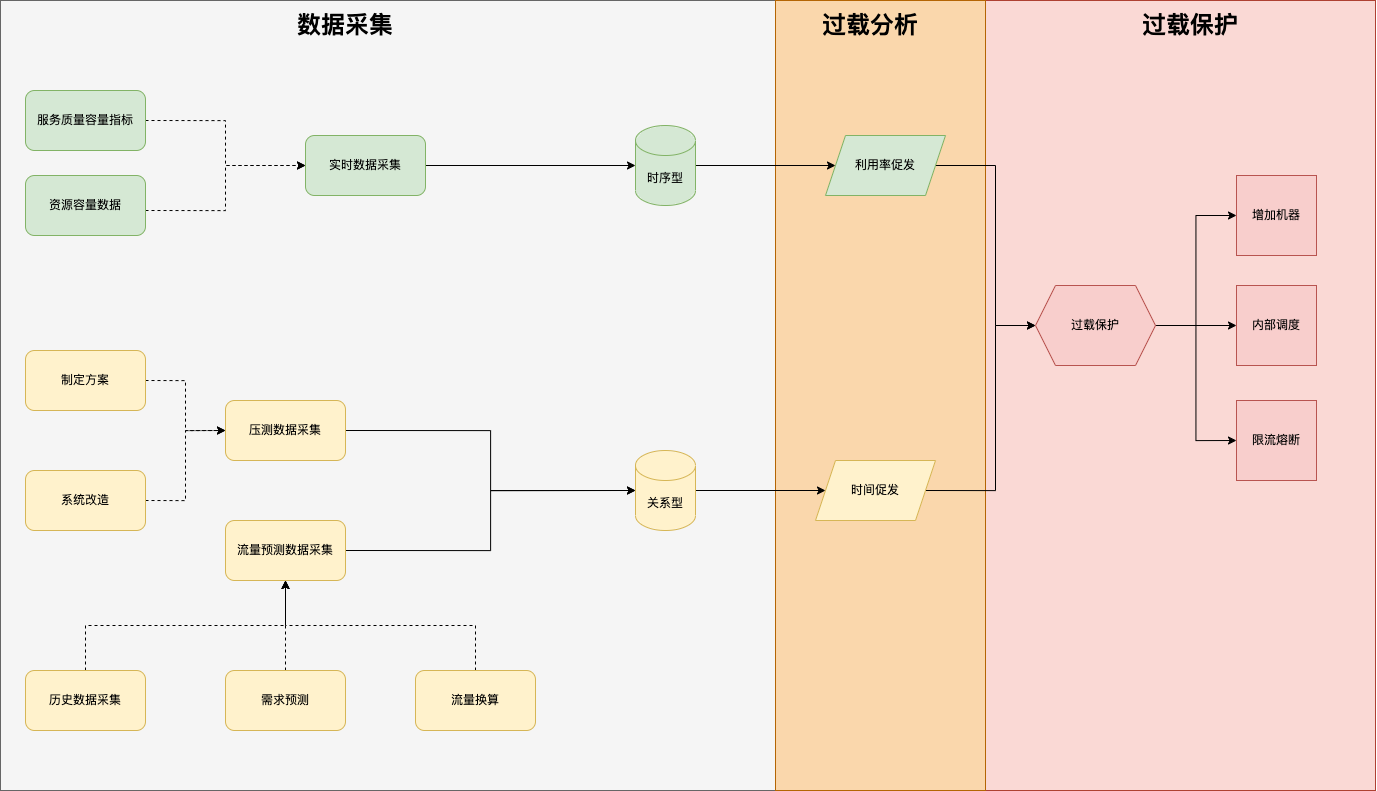 数据采集
过载分析
过载保护
服务质量容量指标
资源容量数据
实时数据采集
时序型
利用率促发
增加机器
过载保护
内部调度
限流熔断
制定方案
系统改造
压测数据采集
流量预测数据采集
关系型
时间促发
历史数据采集
需求预测
流量换算